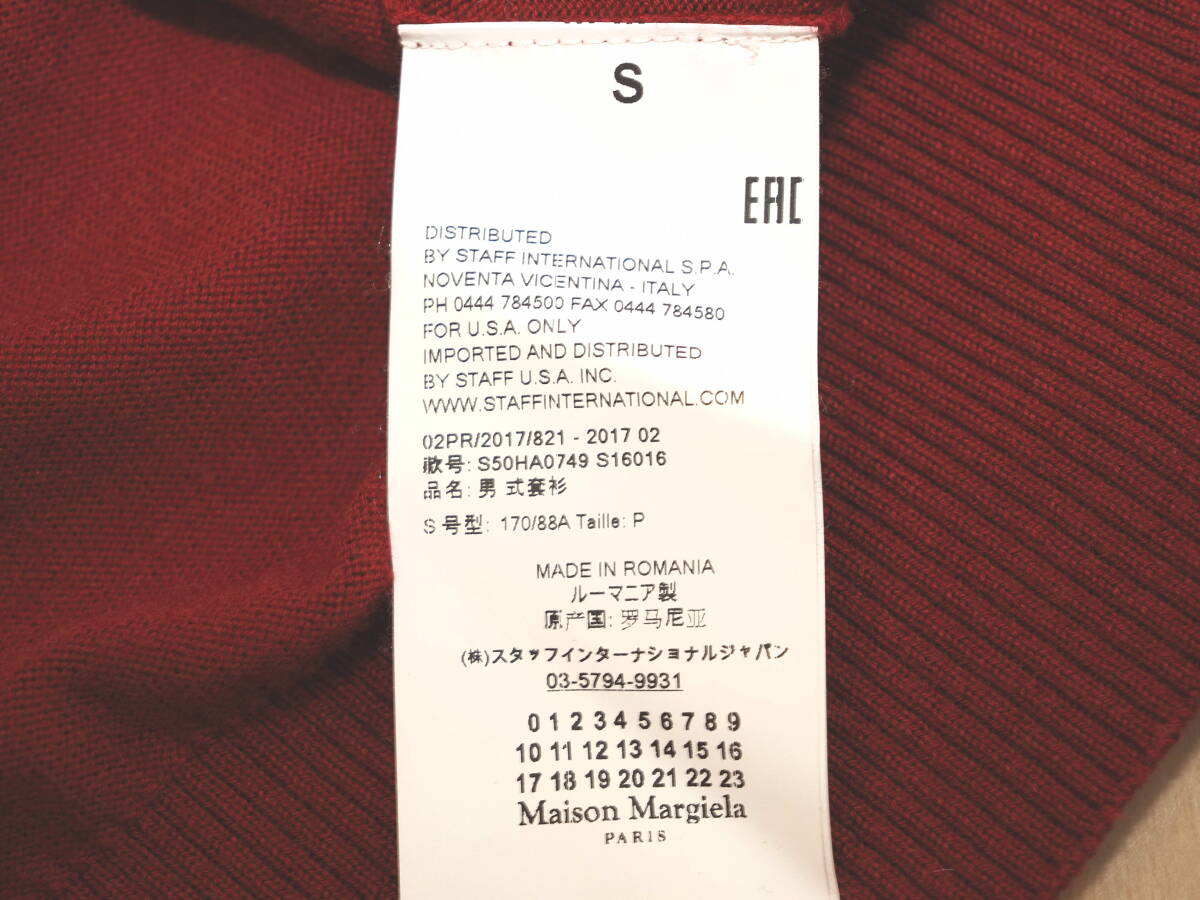 S
EAC
DISTRIBUTED
BY STAFF INTERNATIONAL S.P.A.
NOVENTA VICENTINA - ITALY
PH 0444 784500 FAX 0444 784580
FOR U.S.A. ONLY
IMPORTED AND DISTRIBUTED
BY STAFF U.S.A. INC.
WWW.STAFFINTERNATIONAL.COM
02PR/2017/821 - 2017 02
款号: S50HA0749 S16016
品名: 男 式套衫
S 号型: 170/88A Taille: P
MADE IN ROMANIA
ルーマニア製
原产国: 罗马尼亚
(株)スタッフインターナショナルジャパン
03-5794-9931
0 1 2 3 4 5 6 7 8 9
10 11 12 13 14 15 16
17 18 19 20 21 22 23
Maison Margiela
PARIS